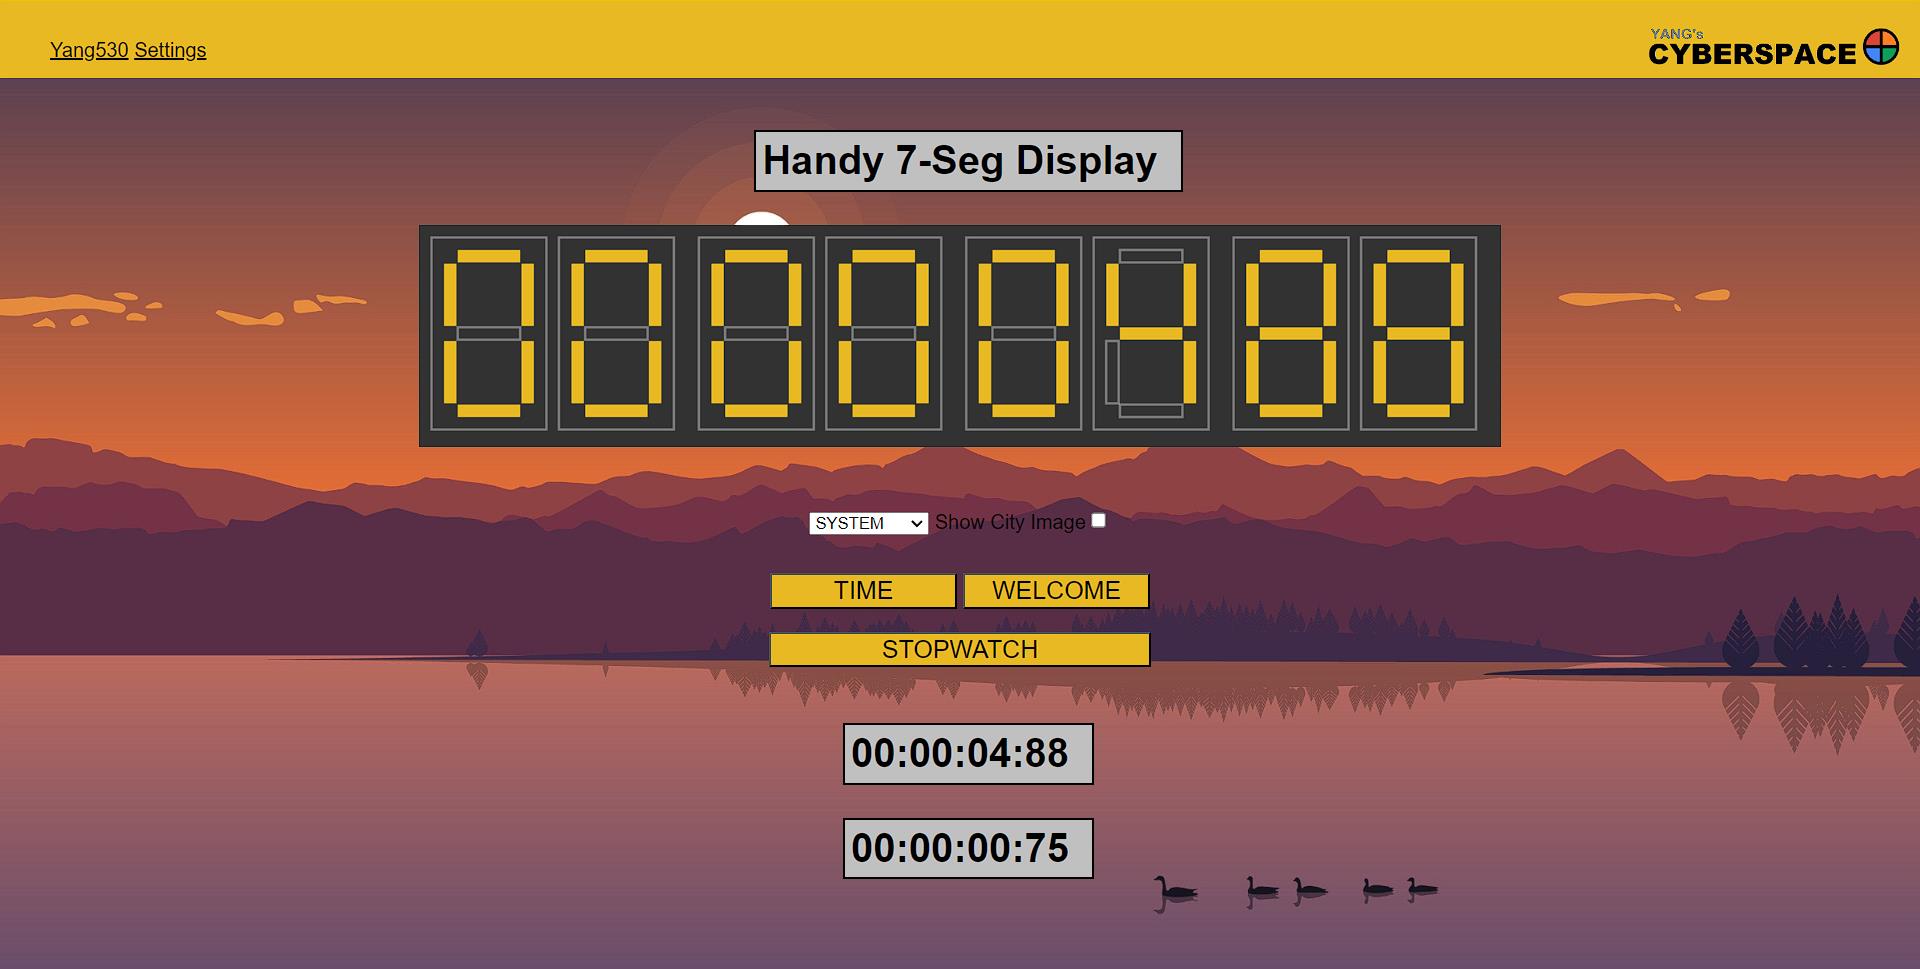 Yang530 Settings
YANG's
CYBERSPACE
Handy 7-Seg Display
00000488
SYSTEM Show City Image
TIME WELCOME
STOPWATCH
00:00:04:88
00:00:00:75